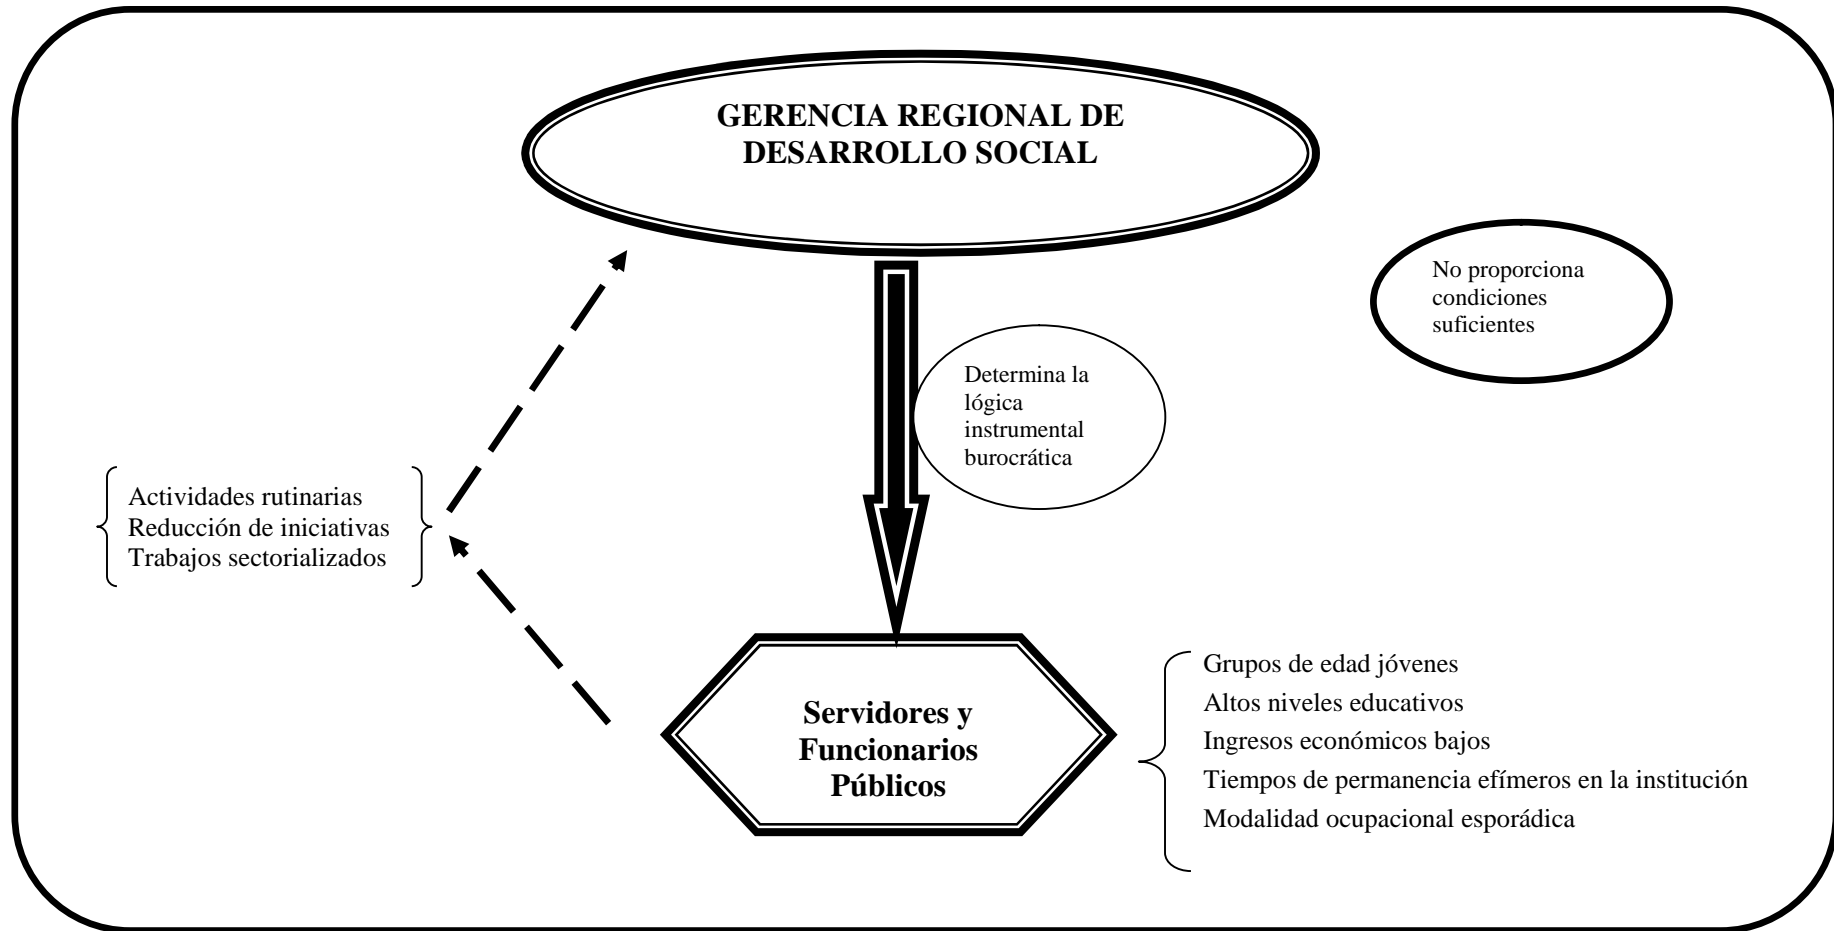 GERENCIA REGIONAL DE
DESARROLLO SOCIAL
No proporciona
condiciones
suficientes
Determina la
lógica
instrumental
burocrática
Actividades rutinarias
Reducción de iniciativas
Trabajos sectorializados
Servidores y
Funcionarios
Públicos
Grupos de edad jóvenes
Altos niveles educativos
Ingresos económicos bajos
Tiempos de permanencia efímeros en la institución
Modalidad ocupacional esporádica